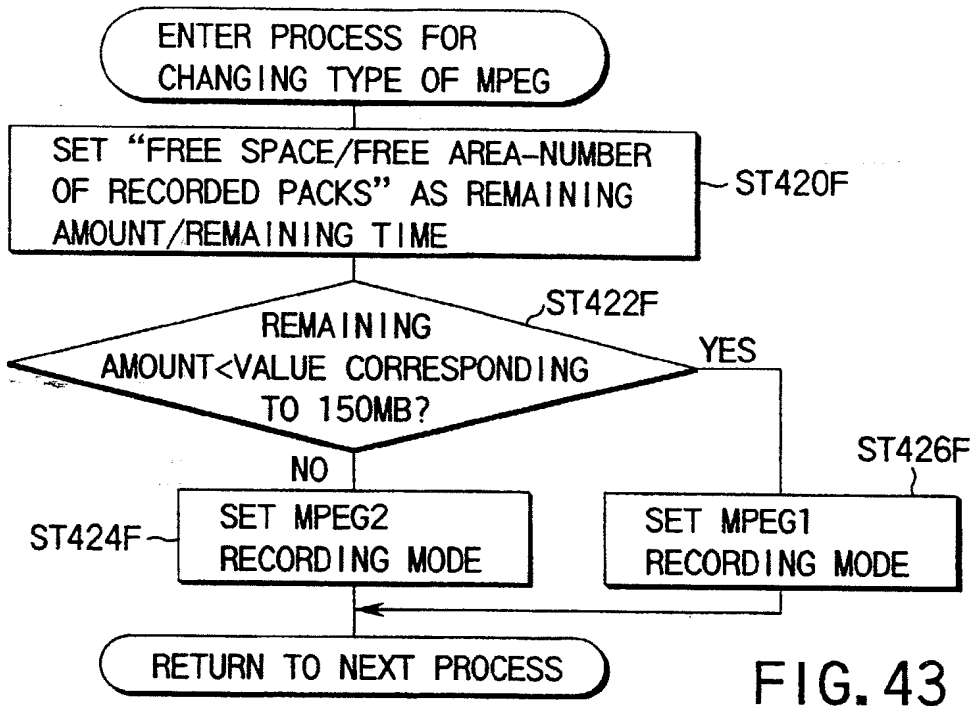 ENTER PROCESS FOR
CHANGING TYPE OF MPEG
SET “FREE SPACE/FREE AREA-NUMBER
OF RECORDED PACKS” AS REMAINING
AMOUNT/REMAINING TIME
ST420F
ST422F
REMAINING
AMOUNT<VALUE CORRESPONDING
TO 150MB?
YES
NO
ST426F
ST424F
SET MPEG2
RECORDING MODE
SET MPEG1
RECORDING MODE
RETURN TO NEXT PROCESS
FIG. 43